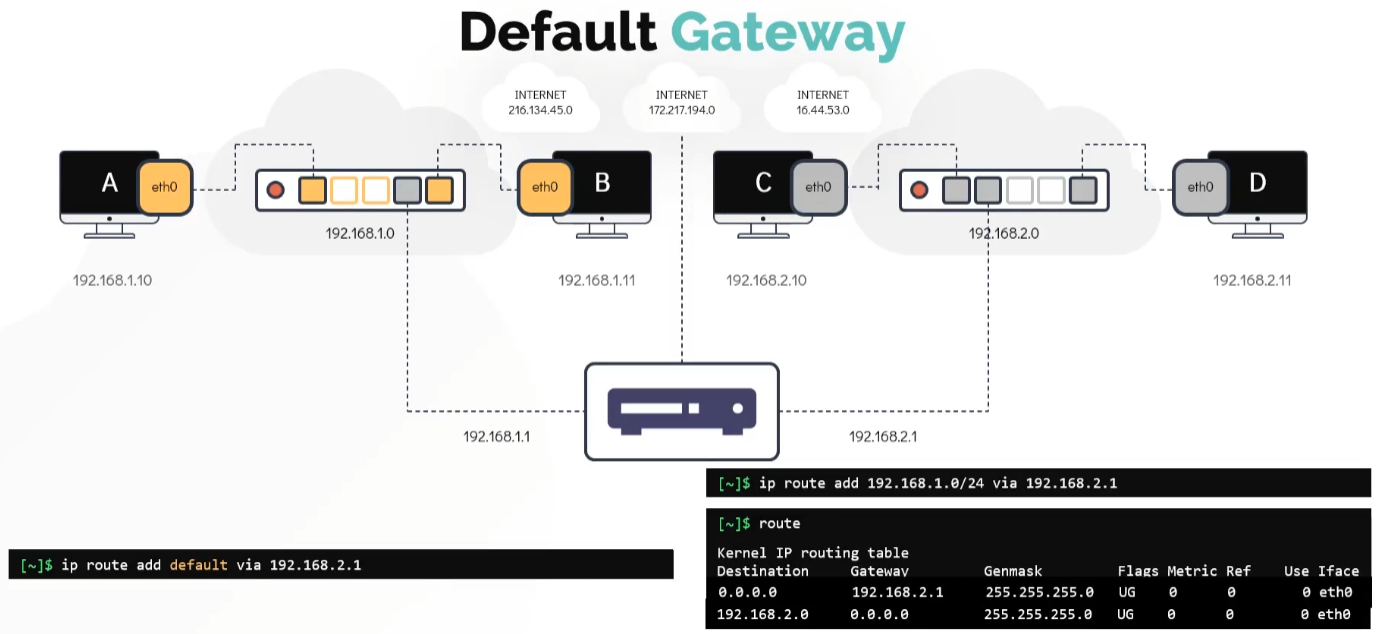 Default Gateway
INTERNET
216.134.45.0
INTERNET
172.217.194.0
INTERNET
16.44.53.0
A
eth0
eth0
B
C
eth0
eth0
D
192.168.1.0
192.168.2.0
192.168.1.10
192.168.1.11
192.168.2.10
192.168.2.11
192.168.1.1
192.168.2.1
[~]$ ip route add 192.168.1.0/24 via 192.168.2.1
[~]$ route
Kernel IP routing table
Destination Gateway Genmask Flags Metric Ref Use Iface
0.0.0.0 192.168.2.1 255.255.255.0 UG 0 0 0 eth0
192.168.2.0 0.0.0.0 255.255.255.0 UG 0 0 0 eth0
[~]$ ip route add default via 192.168.2.1